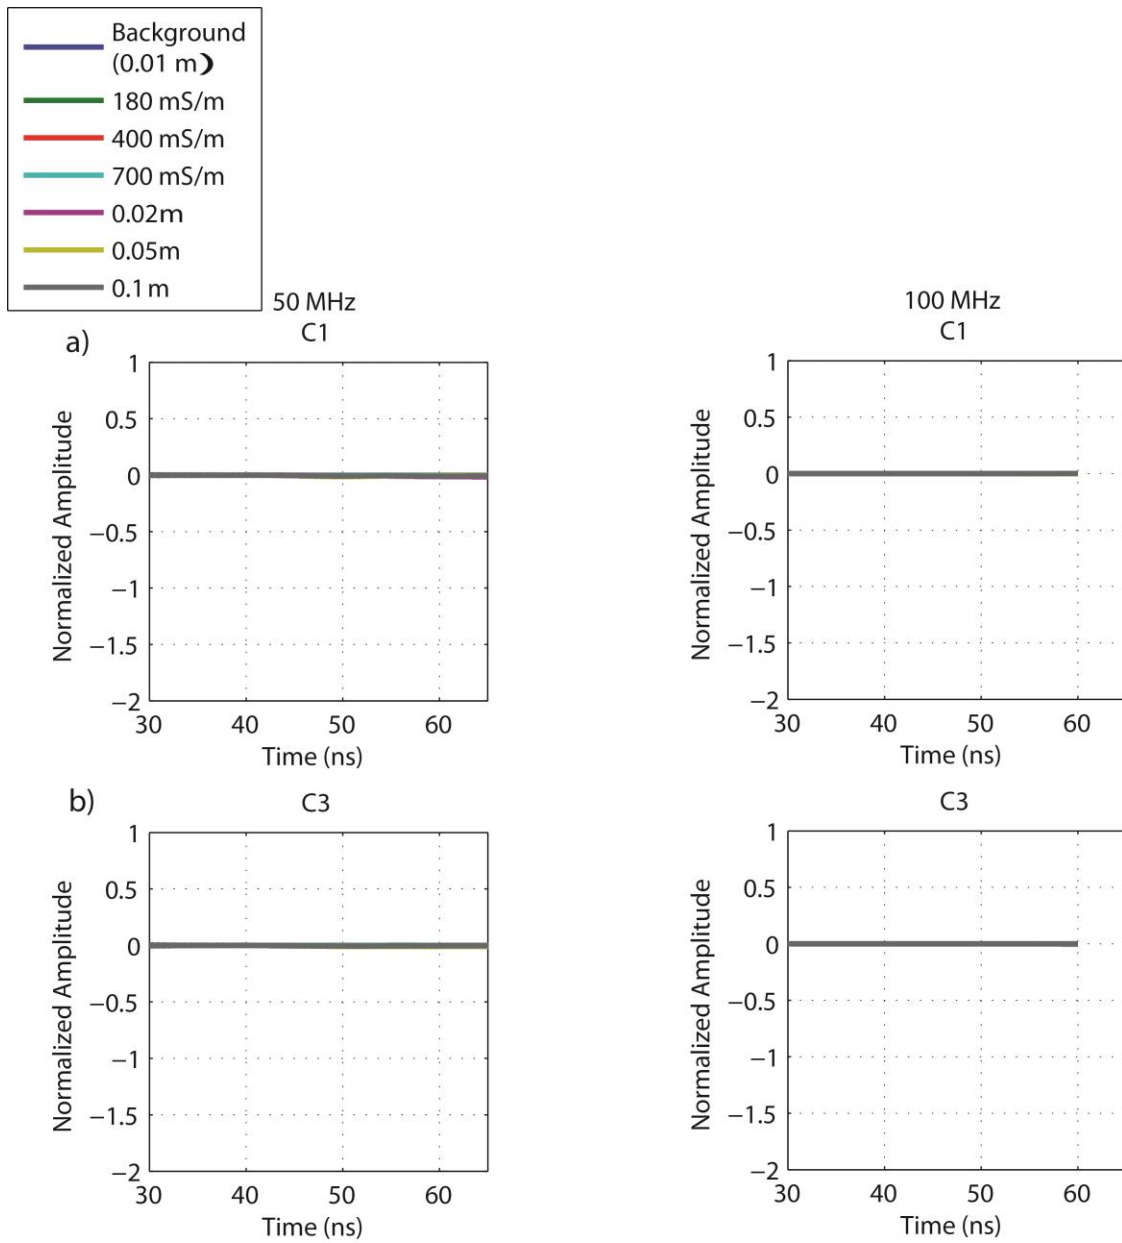 Background
(0.01 m)
180 mS/m
400 mS/m
700 mS/m
0.02m
0.05m
0.1 m
50 MHz
100 MHz
a)
C1
C1
1
0.5
0
−0.5
−1
−1.5
−2
Normalized Amplitude
30 40 50 60
Time (ns)
1
0.5
0
−0.5
−1
−1.5
−2
Normalized Amplitude
30 40 50 60
Time (ns)
b)
C3
C3
1
0.5
0
−0.5
−1
−1.5
−2
Normalized Amplitude
30 40 50 60
Time (ns)
1
0.5
0
−0.5
−1
−1.5
−2
Normalized Amplitude
30 40 50 60
Time (ns)